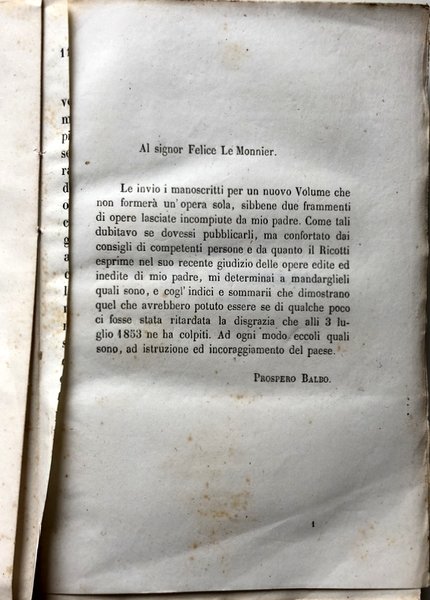 Al signor Felice Le Monnier.
Le invio i manoscritti per un nuovo Volume che
non formerà un'opera sola, sibbene due frammenti
di opere lasciate incompiute da mio padre. Come tali
dubitavo se dovessi pubblicarli, ma confortato dai
consigli di competenti persone e da quanto il Ricotti
esprime nel suo recente giudizio delle opere edite ed
inedite di mio padre, mi determinai a mandarglieli
quali sono, e cogl' indici e sommarii che dimostrano
quel che avrebbero potuto essere se di qualche poco
ci fosse stata ritardata la disgrazia che alli 3 lu-
glio 1853 ne ha colpiti. Ad ogni modo eccoli quali
sono, ad istruzione ed incoraggiamento del paese.
PROSPERO BALBO.
1